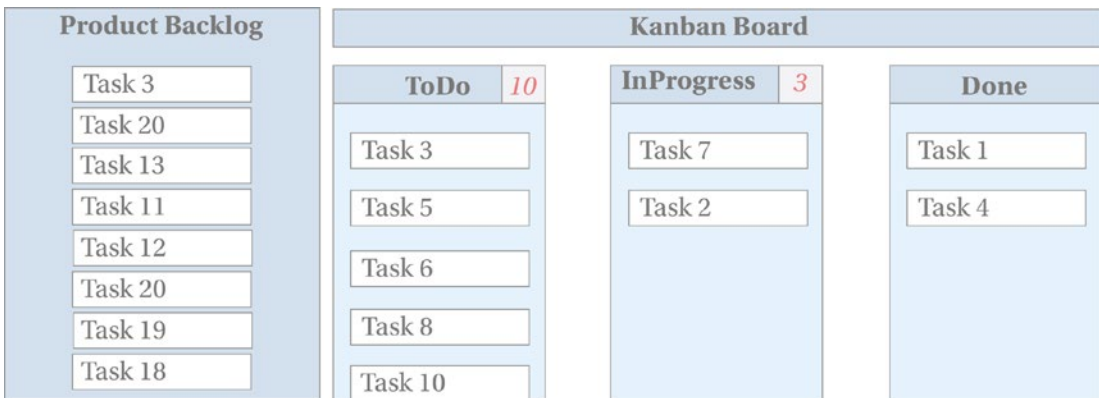 Product Backlog
Task 3
Task 20
Task 13
Task 11
Task 12
Task 20
Task 19
Task 18
Kanban Board
ToDo 10
Task 3
Task 5
Task 6
Task 8
Task 10
InProgress 3
Task 7
Task 2
Done
Task 1
Task 4